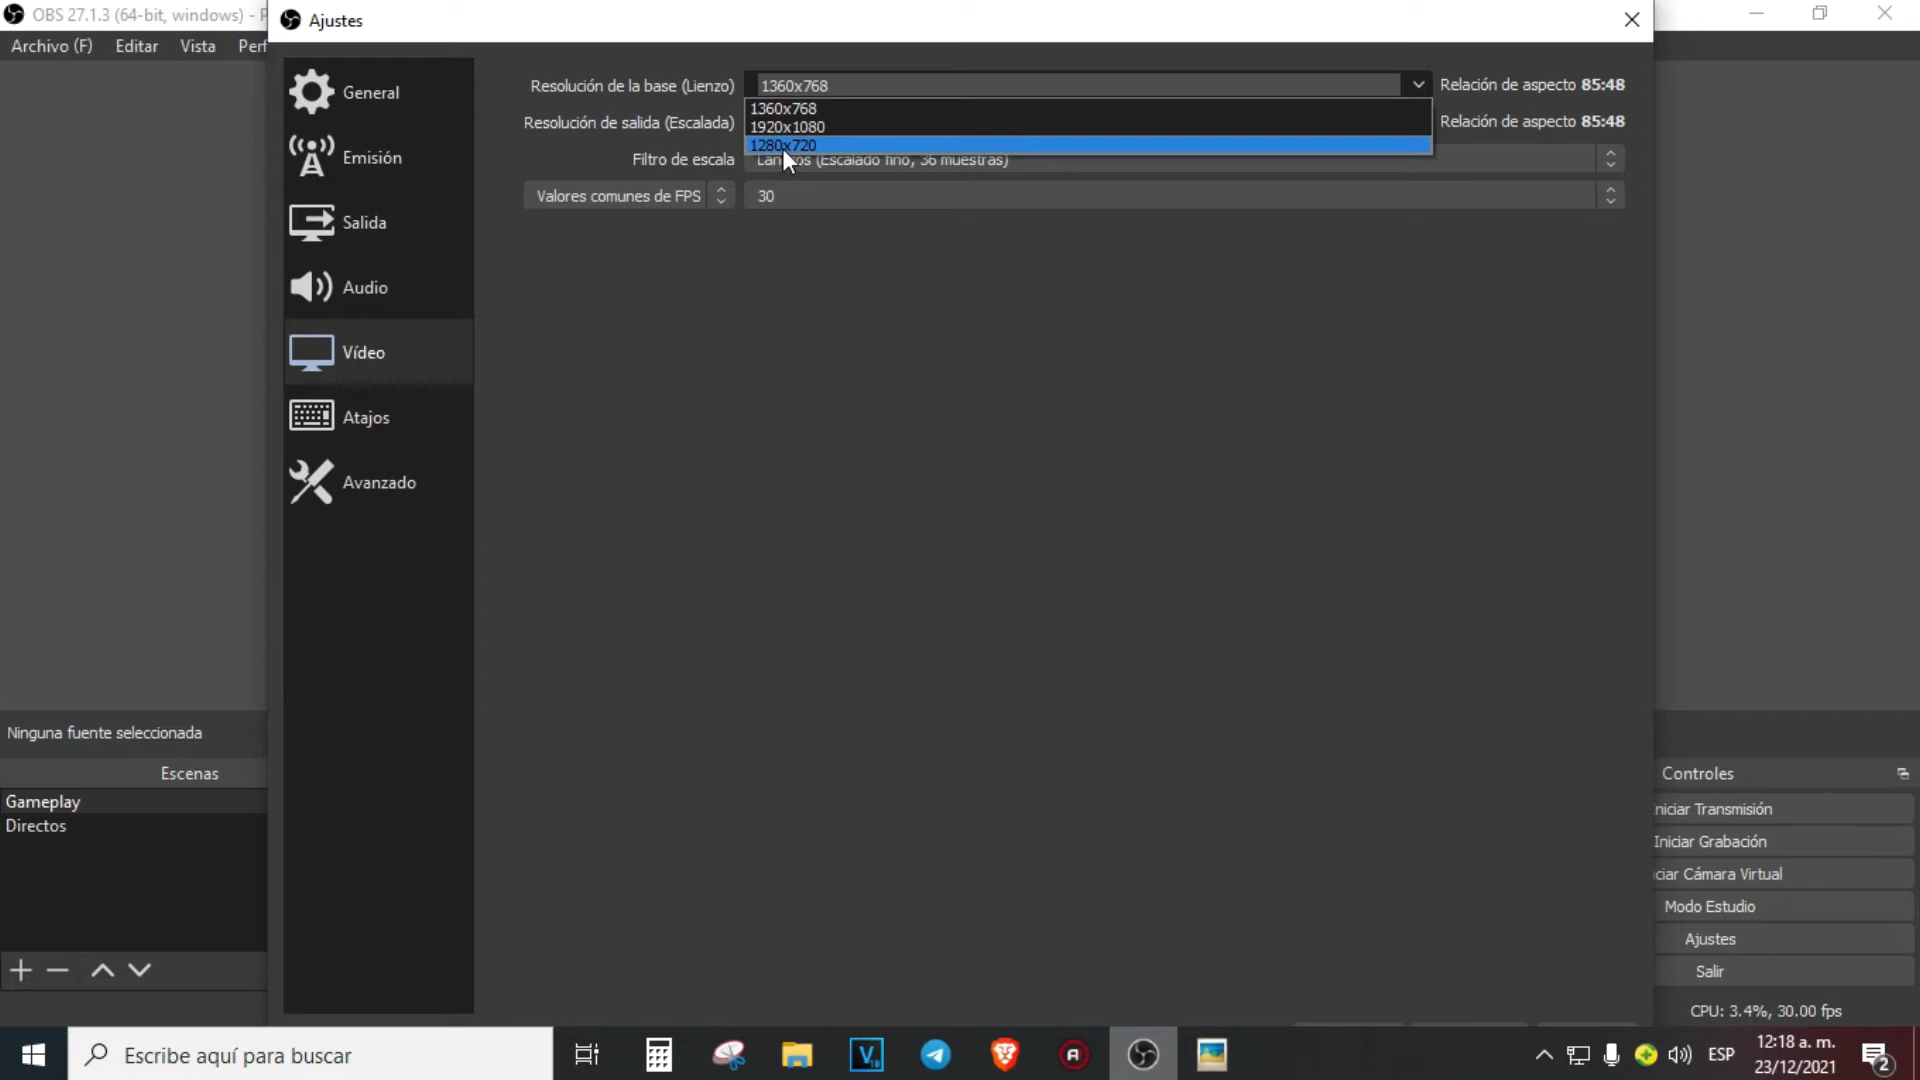 OBS 27.1.3 (64-bit, windows) - P
Ajustes
Archivo (F) Editar Vista Perf
General
Emisión
Salida
Audio
Vídeo
Atajos
Avanzado
Resolución de la base (Lienzo) 1360x768 Relación de aspecto 85:48
1360x768
1920x1080
1280x720
Resolución de salida (Escalada) Relación de aspecto 85:48
Filtro de escala Lanczos (Escalado fino, 36 muestras)
Valores comunes de FPS 30
Ninguna fuente seleccionada
Escenas
Gameplay
Directos
Controles
niciar Transmisión
Iniciar Grabación
ciar Cámara Virtual
Modo Estudio
Ajustes
Salir
CPU: 3.4%, 30.00 fps
Escribe aquí para buscar
ESP
12:18 a. m.
23/12/2021
2